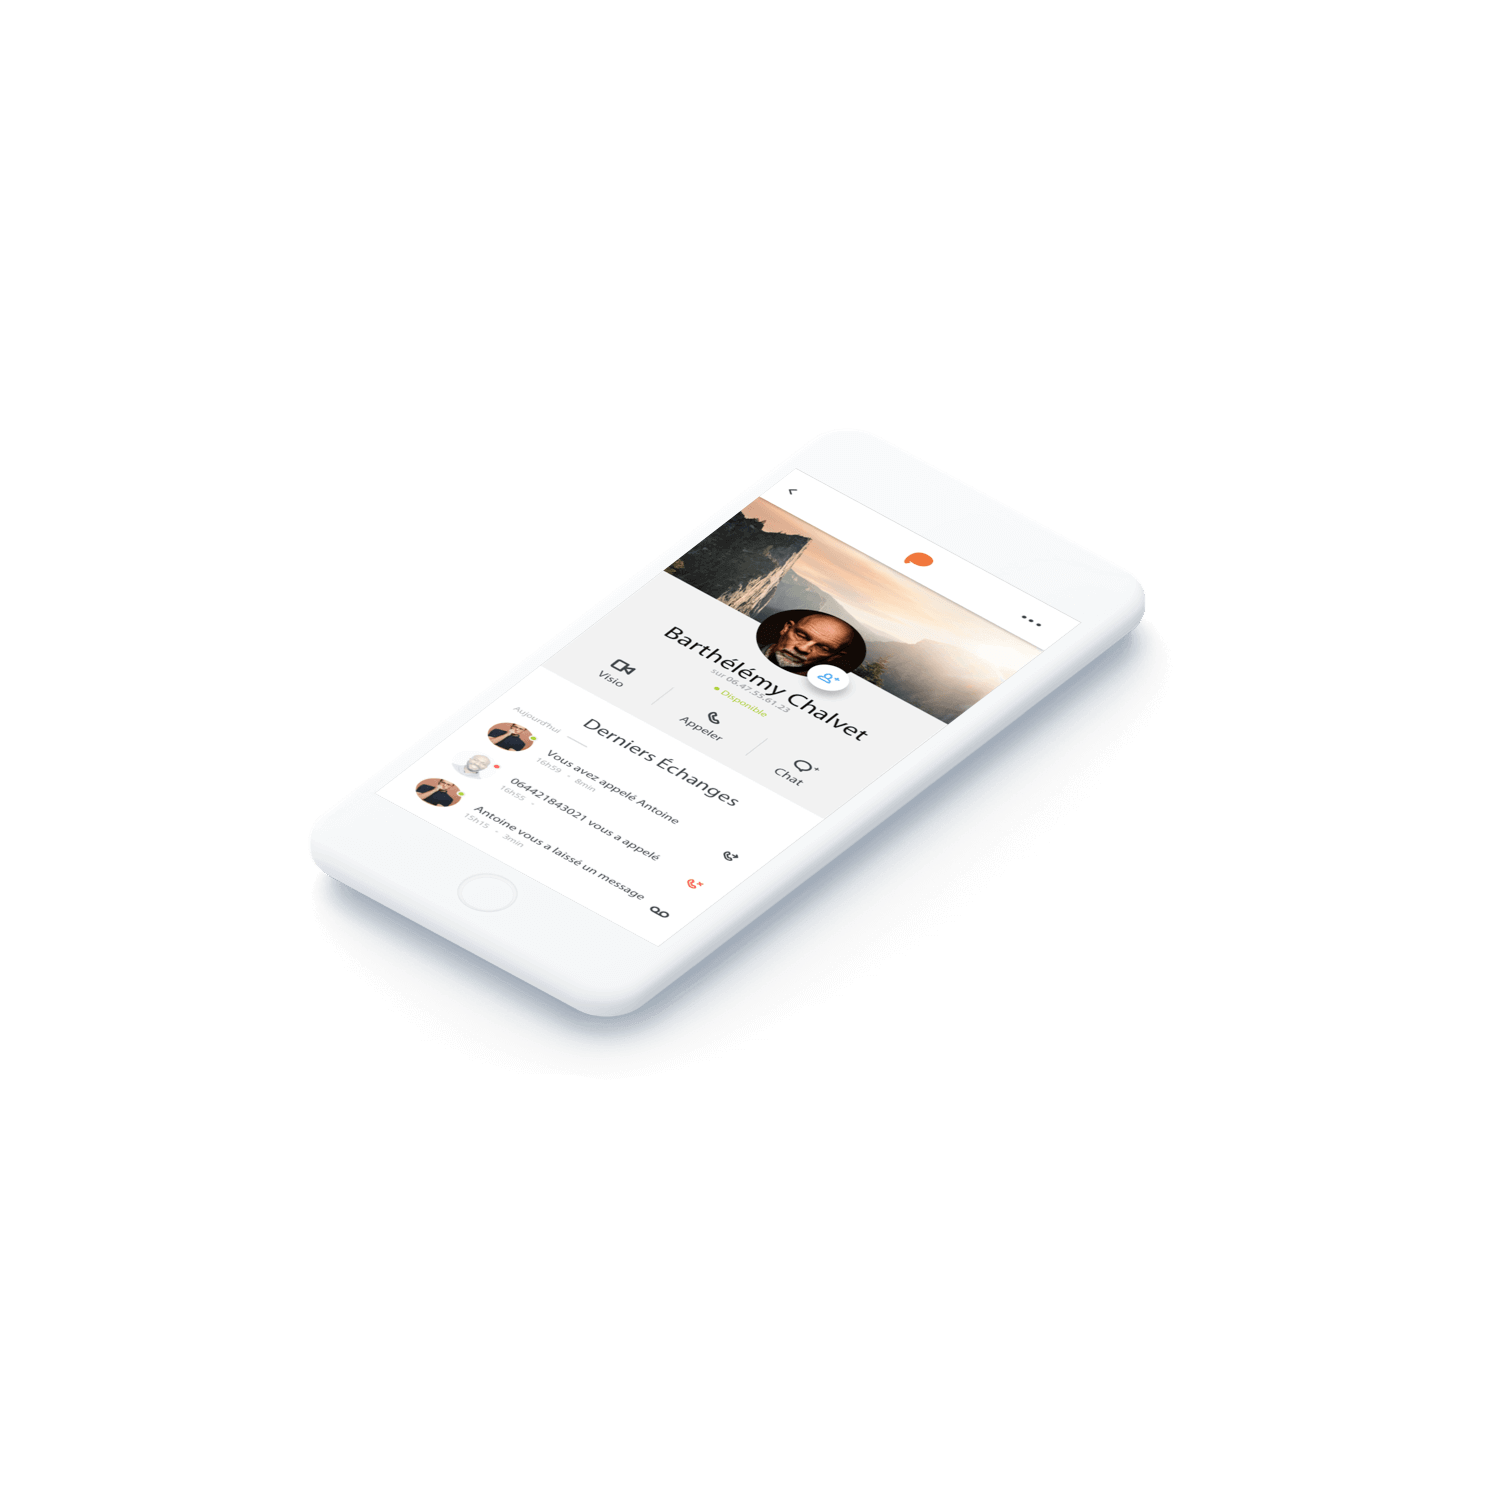 Barthélémy Chalvet
sur 06.47.55.61.23
Disponible
Visio
Appeler
Chat
Derniers Échanges
Aujourd'hui
Vous avez appelé Antoine
16h59 • 8min
064421843021 vous a appelé
16h55 •
Antoine vous a laissé un message
15h15 • 3min